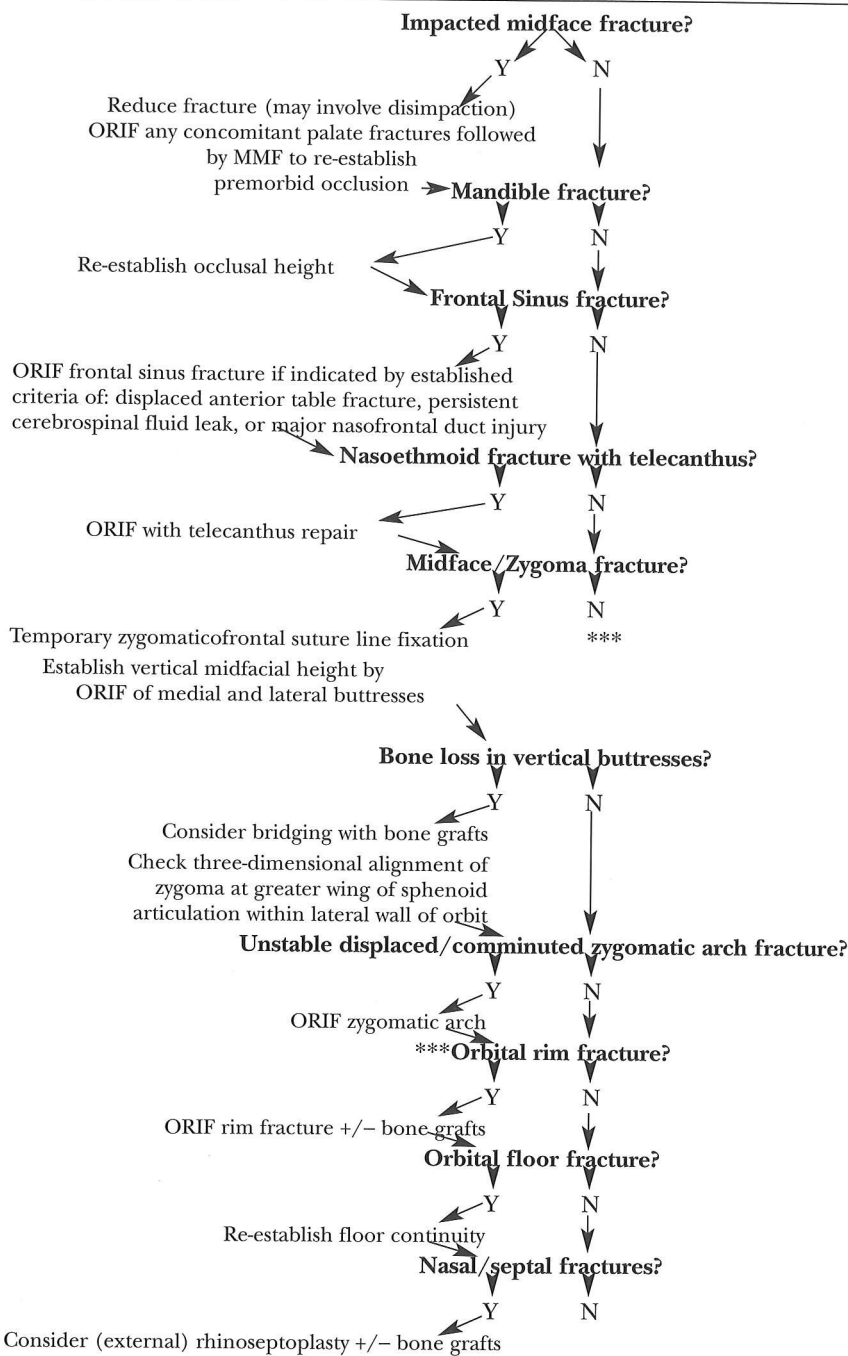 Impacted midface fracture?
Y N
Reduce fracture (may involve disimpaction)
ORIF any concomitant palate fractures followed
by MMF to re-establish
premorbid occlusion
Mandible fracture?
Y N
Re-establish occlusal height
Frontal Sinus fracture?
Y N
ORIF frontal sinus fracture if indicated by established
criteria of: displaced anterior table fracture, persistent
cerebrospinal fluid leak, or major nasofrontal duct injury
Nasoethmoid fracture with telecanthus?
Y N
ORIF with telecanthus repair
Midface/Zygoma fracture?
Y N
Temporary zygomaticofrontal suture line fixation ***
Establish vertical midfacial height by
ORIF of medial and lateral buttresses
Bone loss in vertical buttresses?
Y N
Consider bridging with bone grafts
Check three-dimensional alignment of
zygoma at greater wing of sphenoid
articulation within lateral wall of orbit
Unstable displaced/comminuted zygomatic arch fracture?
Y N
ORIF zygomatic arch
***Orbital rim fracture?
Y N
ORIF rim fracture +/− bone grafts
Orbital floor fracture?
Y N
Re-establish floor continuity
Nasal/septal fractures?
Y N
Consider (external) rhinoseptoplasty +/− bone grafts